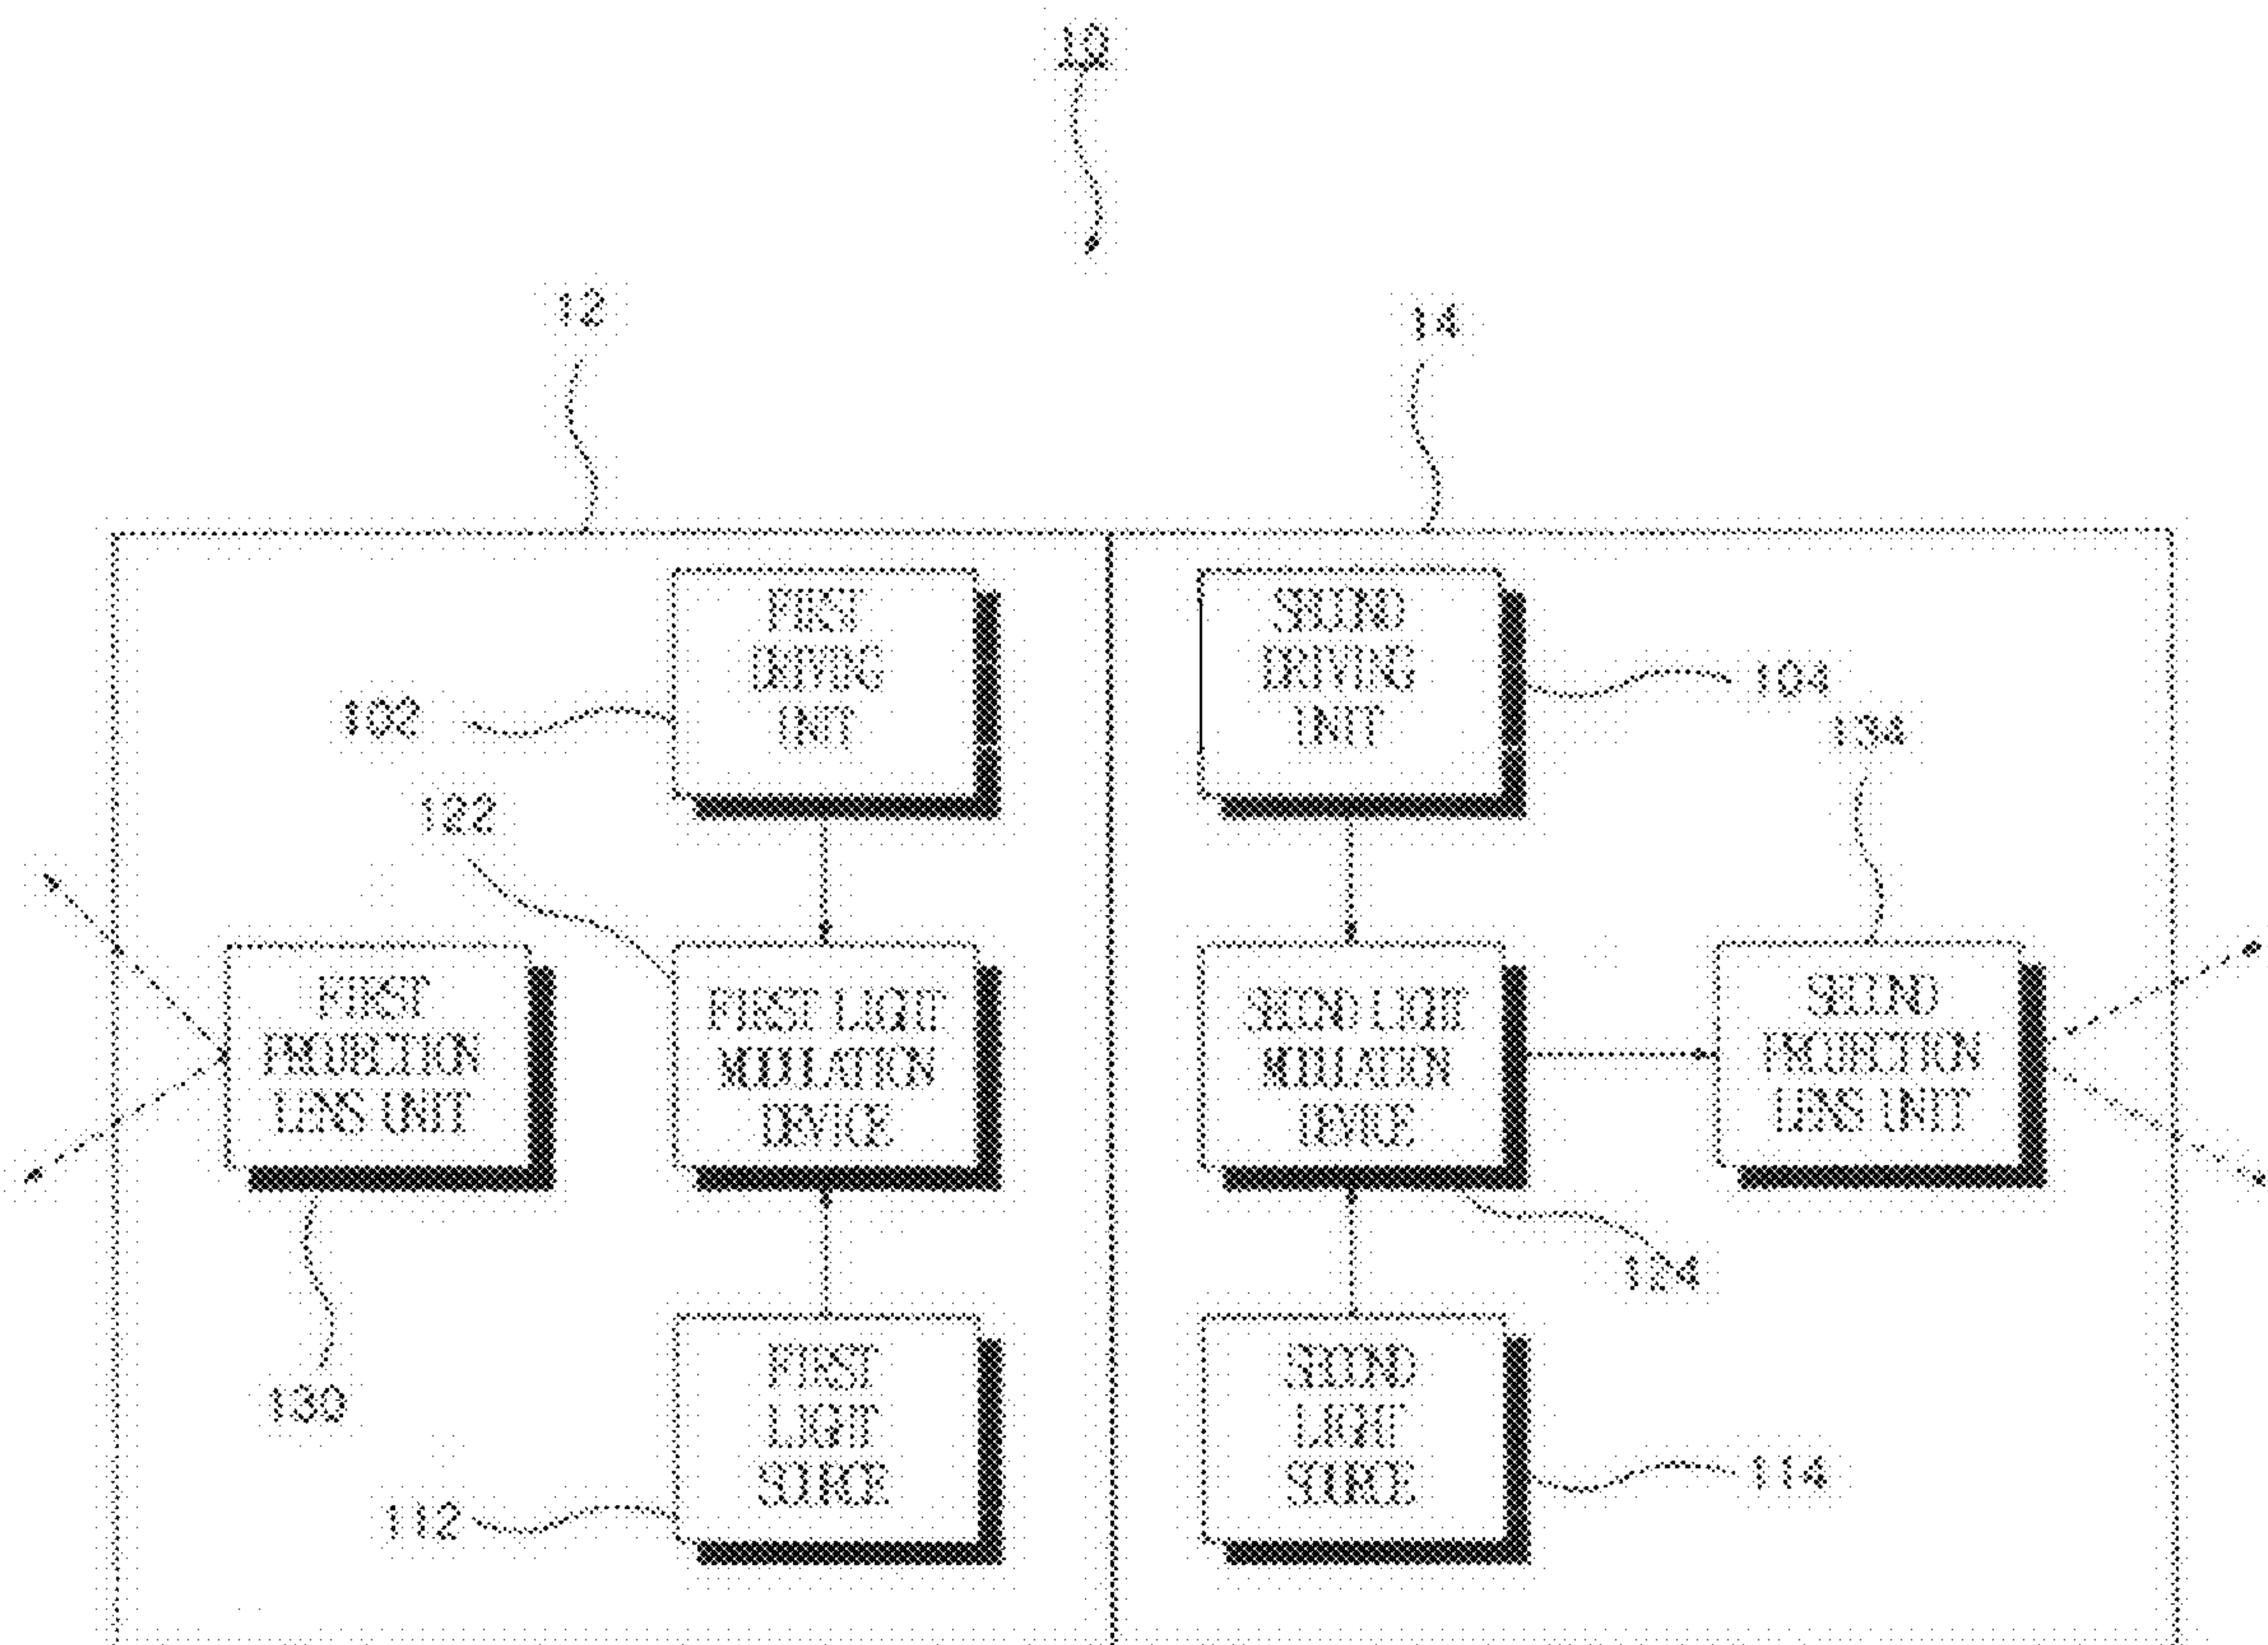 10
12
14
FIRST
DRIVING
UNIT
SECOND
DRIVING
UNIT
102
104
134
122
FIRST
PROJECTION
LENS UNIT
FIRST LIGHT
MODULATION
DEVICE
SECOND LIGHT
MODULATION
DEVICE
SECOND
PROJECTION
LENS UNIT
124
130
FIRST
LIGHT
SOURCE
SECOND
LIGHT
SOURCE
112
114